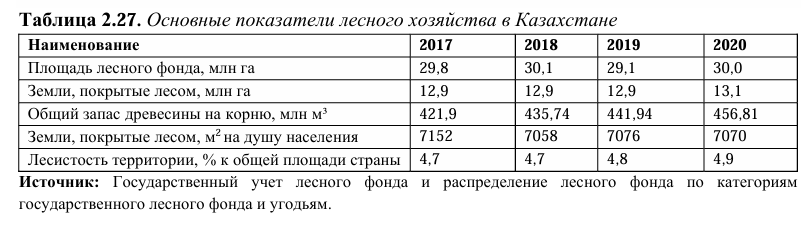 Таблица 2.27. Основные показатели лесного хозяйства в Казахстане
Наименование 2017 2018 2019 2020
Площадь лесного фонда, млн га 29,8 30,1 29,1 30,0
Земли, покрытые лесом, млн га 12,9 12,9 12,9 13,1
Общий запас древесины на корню, млн м³ 421,9 435,74 441,94 456,81
Земли, покрытые лесом, м² на душу населения 7152 7058 7076 7070
Лесистость территории, % к общей площади страны 4,7 4,7 4,8 4,9
Источник: Государственный учет лесного фонда и распределение лесного фонда по категориям
государственного лесного фонда и угодьям.